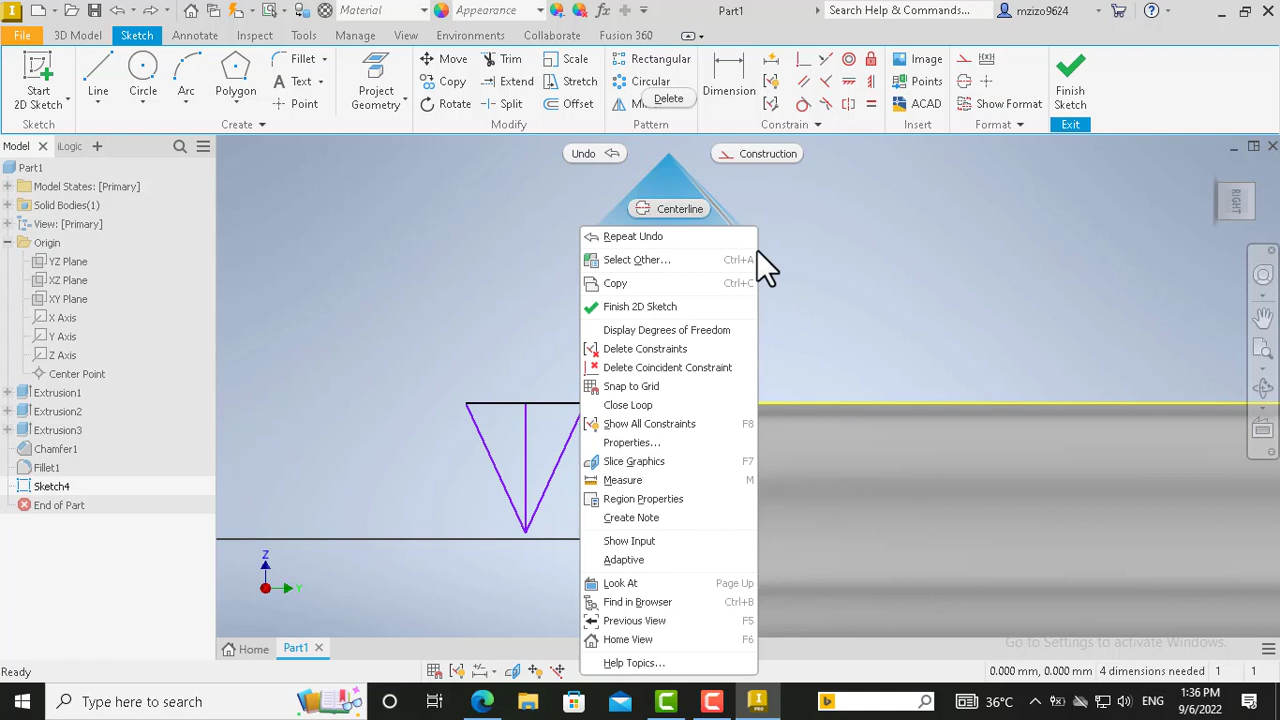 Material
Appearance
Part1
Search Help & Commands...
mzizo9624
File
3D Model
Sketch
Annotate
Inspect
Tools
Manage
View
Environments
Collaborate
Fusion 360
Start
2D Sketch
Line
Circle
Arc
Polygon
Fillet
Text
Point
Project
Geometry
Move
Copy
Rotate
Trim
Extend
Split
Scale
Stretch
Offset
Rectangular
Circular
Delete
Dimension
Image
Points
ACAD
Show Format
Finish
Sketch
Sketch
Create
Modify
Pattern
Constrain
Insert
Format
Exit
Model
iLogic
Part1
Model States: [Primary]
Solid Bodies(1)
View: [Primary]
Origin
YZ Plane
XZ Plane
XY Plane
X Axis
Y Axis
Z Axis
Center Point
Extrusion1
Extrusion2
Extrusion3
Chamfer1
Fillet1
Sketch4
End of Part
Undo
Construction
Centerline
RIGHT
Repeat Undo
Select Other... Ctrl+A
Copy Ctrl+C
Finish 2D Sketch
Display Degrees of Freedom
Delete Constraints
Delete Coincident Constraint
Snap to Grid
Close Loop
Show All Constraints F8
Properties...
Slice Graphics F7
Measure M
Region Properties
Create Note
Show Input
Adaptive
Look At Page Up
Find in Browser Ctrl+B
Previous View F5
Home View F6
Help Topics...
Z
Y
Go to Settings to activate Windows.
Home
Part1
Ready
0.000 mm, 0.000 mm 4 dimensions needed 1 1
Type here to search
PRO
36°C
ENG
1:36 PM
9/6/2022